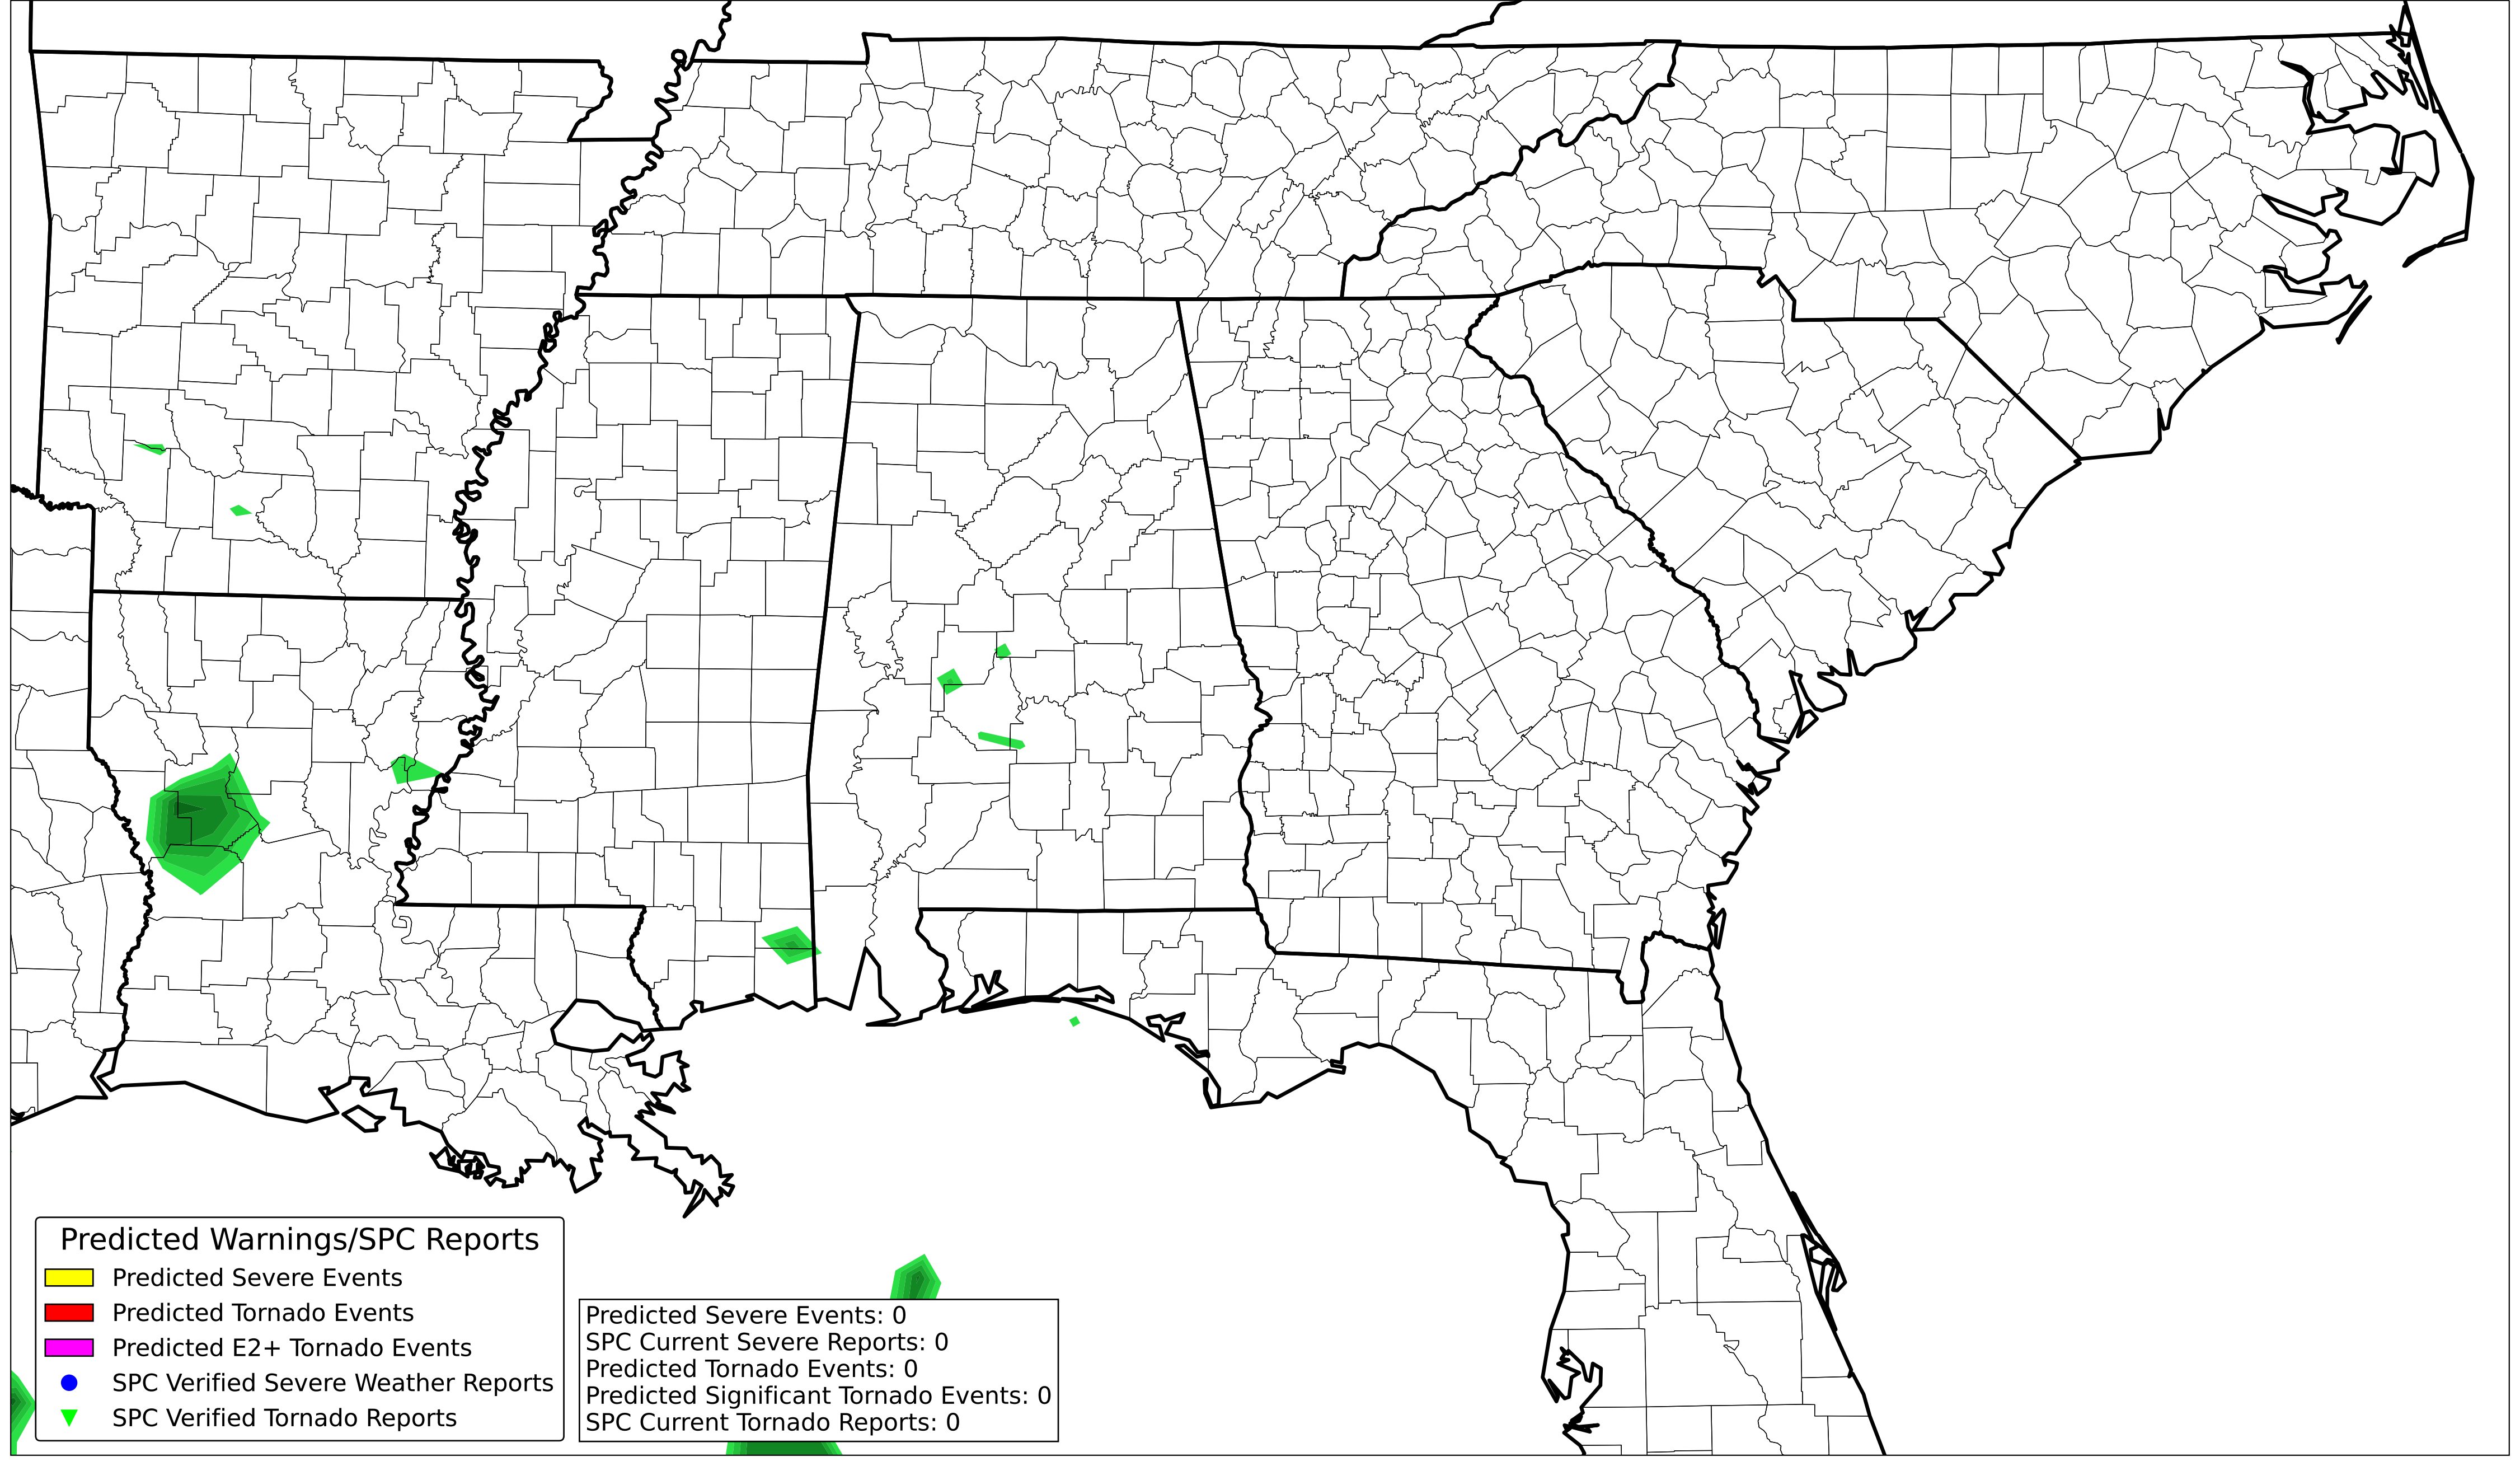 Predicted Warnings/SPC Reports
Predicted Severe Events
Predicted Tornado Events
Predicted E2+ Tornado Events
SPC Verified Severe Weather Reports
SPC Verified Tornado Reports
Predicted Severe Events: 0
SPC Current Severe Reports: 0
Predicted Tornado Events: 0
Predicted Significant Tornado Events: 0
SPC Current Tornado Reports: 0